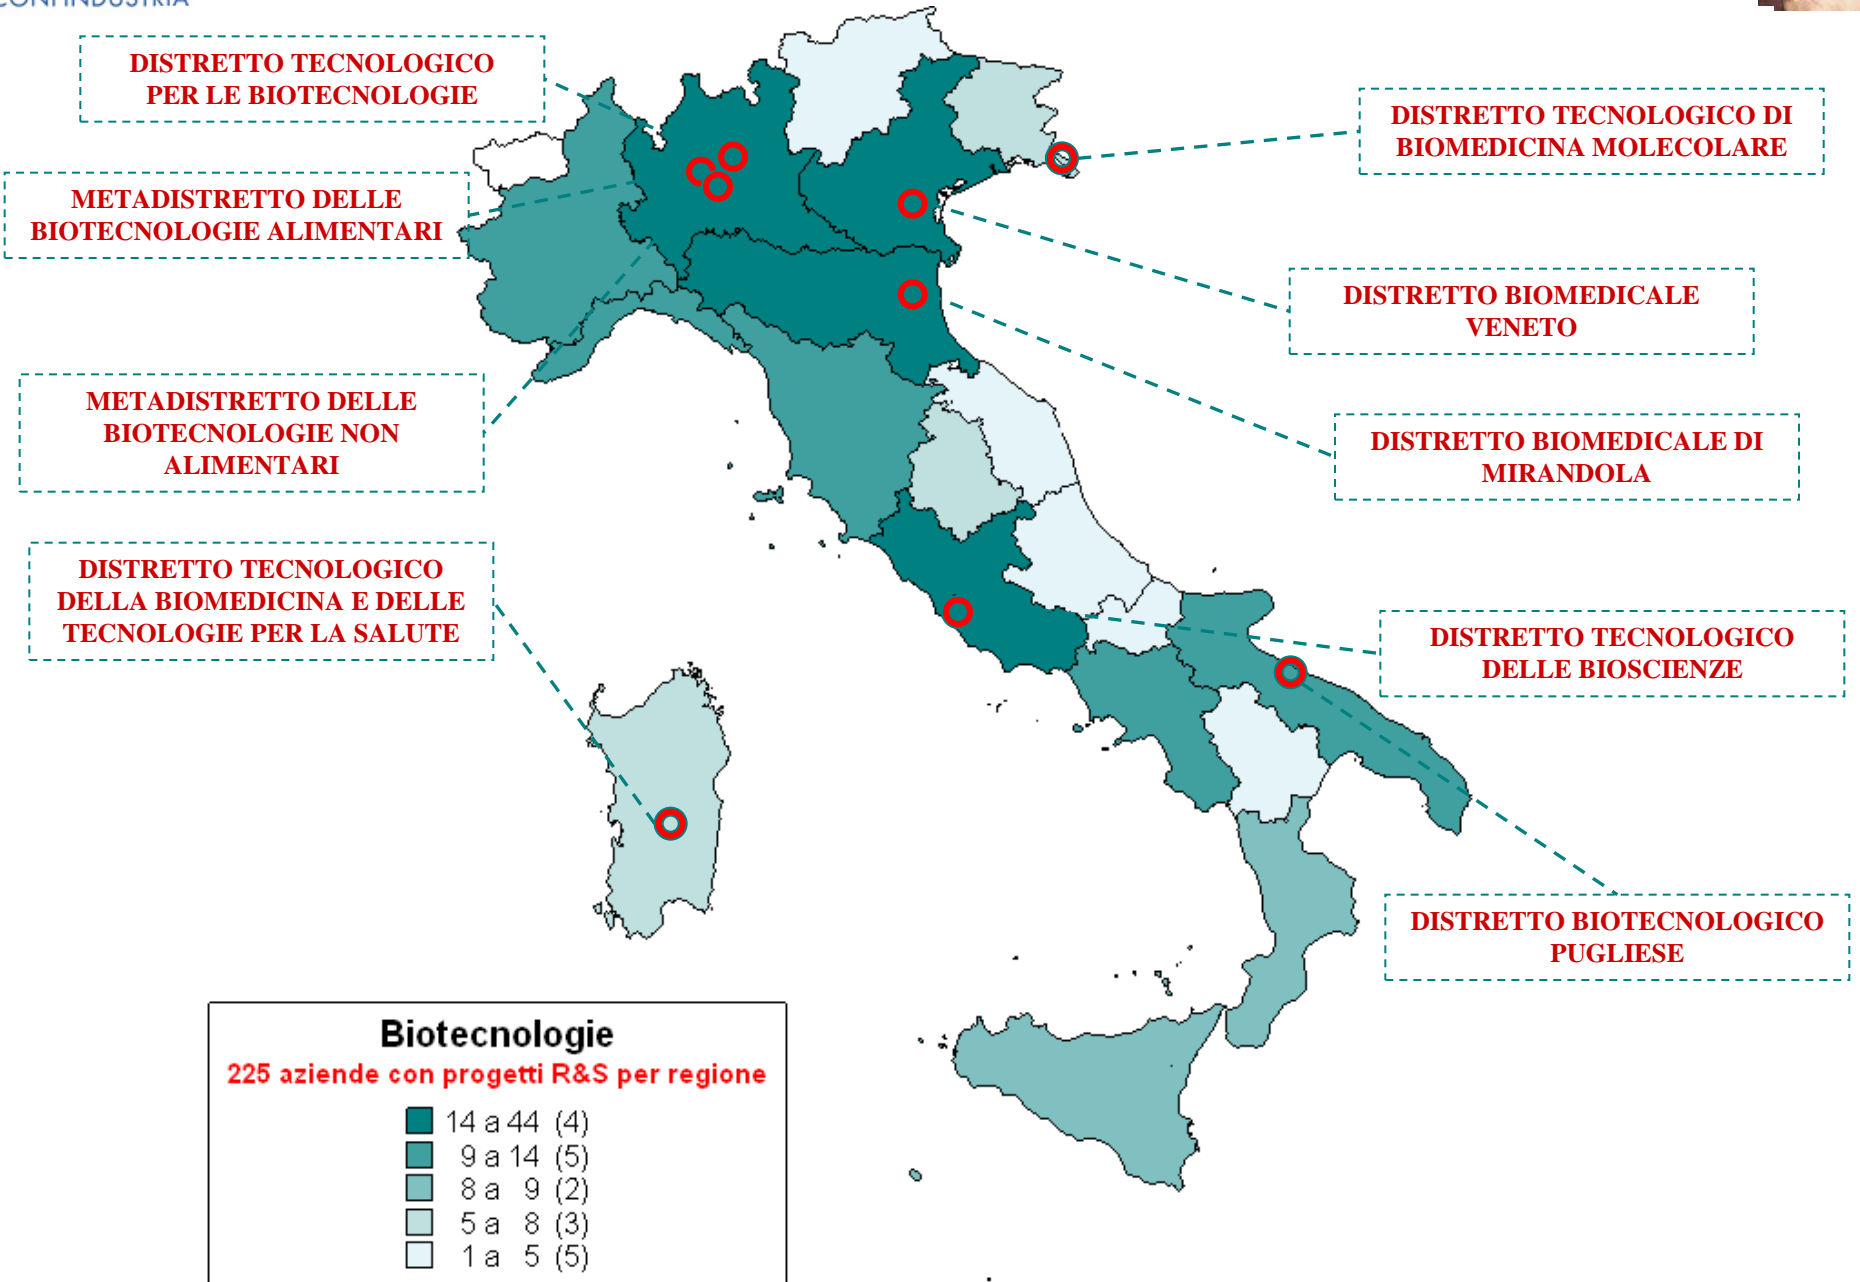 CONFINDUSTRIA
DISTRETTO TECNOLOGICO
PER LE BIOTECNOLOGIE
DISTRETTO TECNOLOGICO DI
BIOMEDICINA MOLECOLARE
METADISTRETTO DELLE
BIOTECNOLOGIE ALIMENTARI
DISTRETTO BIOMEDICALE
VENETO
METADISTRETTO DELLE
BIOTECNOLOGIE NON
ALIMENTARI
DISTRETTO BIOMEDICALE DI
MIRANDOLA
DISTRETTO TECNOLOGICO
DELLA BIOMEDICINA E DELLE
TECNOLOGIE PER LA SALUTE
DISTRETTO TECNOLOGICO
DELLE BIOSCIENZE
DISTRETTO BIOTECNOLOGICO
PUGLIESE
Biotecnologie
225 aziende con progetti R&S per regione
14 a 44 (4)
9 a 14 (5)
8 a 9 (2)
5 a 8 (3)
1 a 5 (5)